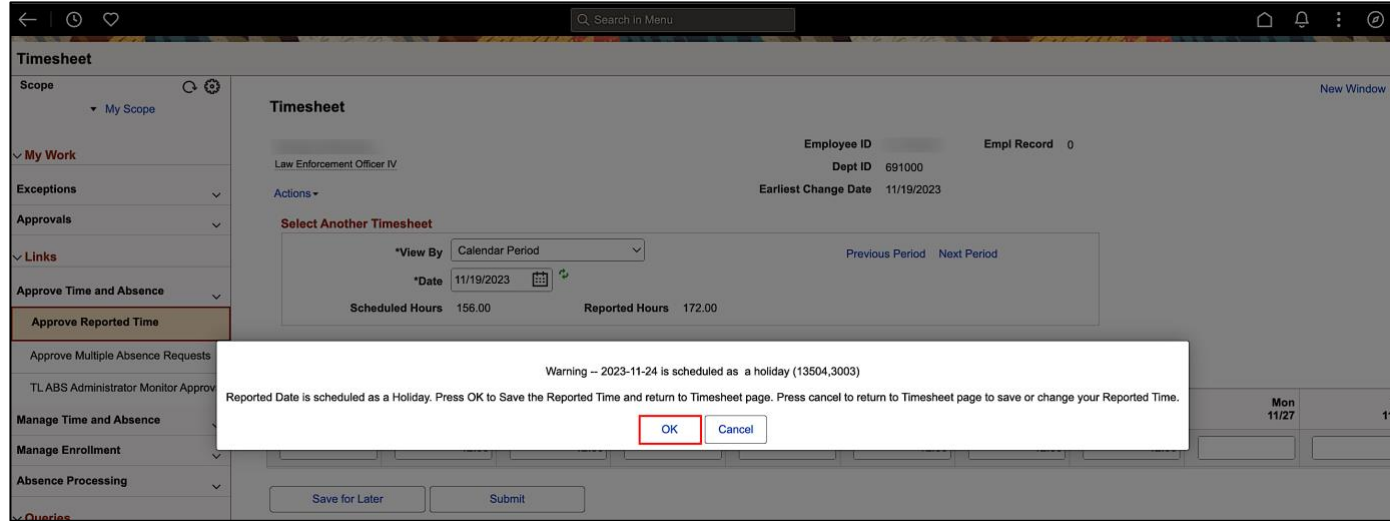 Search in Menu
Timesheet
Scope
My Scope
My Work
Exceptions
Approvals
Links
Approve Time and Absence
Approve Reported Time
Approve Multiple Absence Requests
TL ABS Administrator Monitor Approv
Manage Time and Absence
Manage Enrollment
Absence Processing
Queries
New Window
Timesheet
Law Enforcement Officer IV
Employee ID
Empl Record 0
Dept ID 691000
Actions
Earliest Change Date 11/19/2023
Select Another Timesheet
*View By Calendar Period
Previous Period Next Period
*Date 11/19/2023
Scheduled Hours 156.00 Reported Hours 172.00
Warning -- 2023-11-24 is scheduled as a holiday (13504,3003)
Reported Date is scheduled as a Holiday. Press OK to Save the Reported Time and return to Timesheet page. Press cancel to return to Timesheet page to save or change your Reported Time.
OK Cancel
Mon
11/27
Save for Later Submit